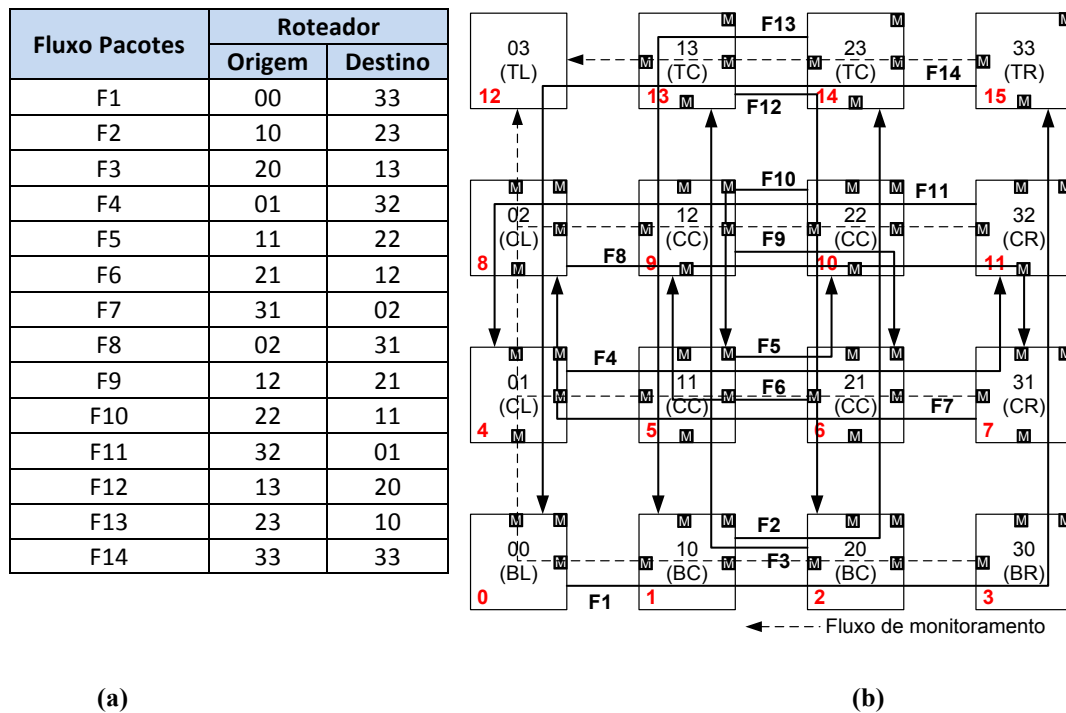 Fluxo Pacotes Roteador
Origem Destino
F1 00 33
F2 10 23
F3 20 13
F4 01 32
F5 11 22
F6 21 12
F7 31 02
F8 02 31
F9 12 21
F10 22 11
F11 32 01
F12 13 20
F13 23 10
F14 33 33
(a)
M M M
F13
03 13 23 33
(TL) (TC) (TC) (TR)
M M M M
F14
12 13 14 15
M M M
F12
M M M M M M M
F10
F11
02 12 22 32
(CL) (CC) (CC) (CR)
M M M M
F9
F8
8 9 10 11
M M M M
M M M M M M M
F5
F4
01 11 21 31
(CL) (CC) (CC) (CR)
M M M M
F6
F7
4 5 6 7
M M M M
M M M M M M M M
F2
00 10 20 30
(BL) (BC) (BC) (BR)
M M M M M M
F3
0 1 2 3
F1
Fluxo de monitoramento
(b)